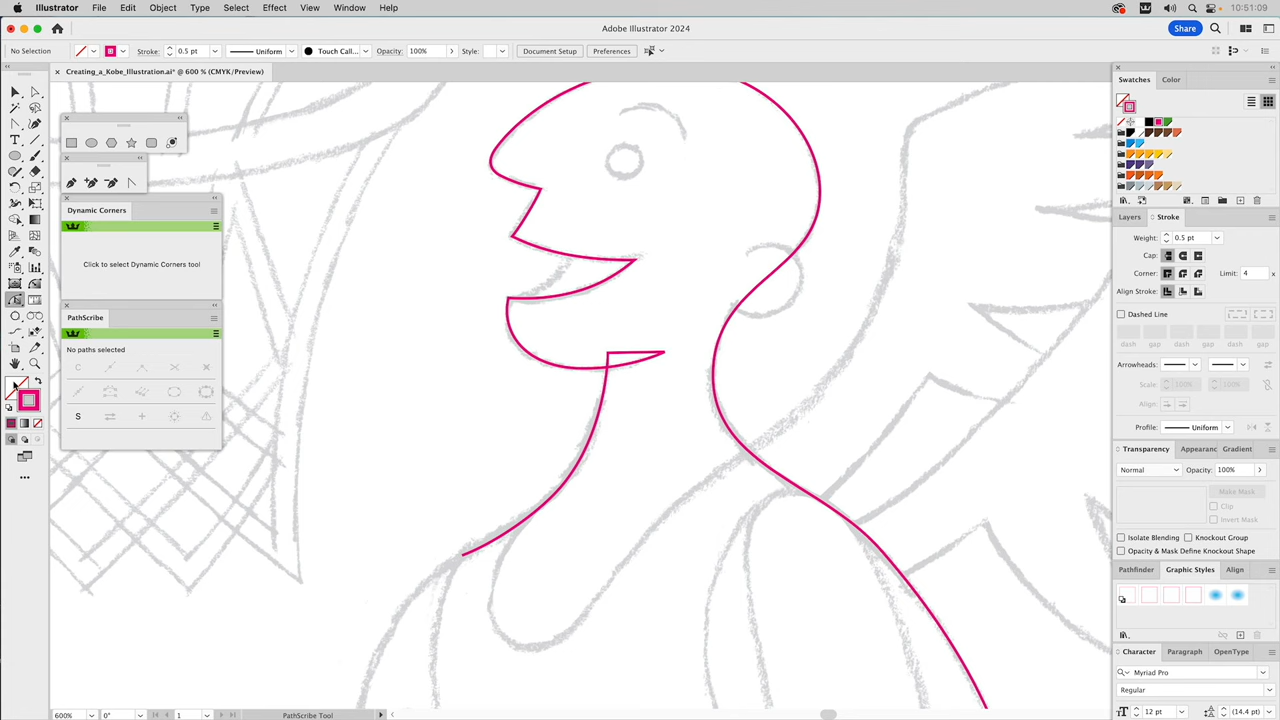 Illustrator File Edit Object Type Select Effect View Window Help 10:51:09
Adobe Illustrator 2024
Share
No Selection Stroke: 0.5 pt Uniform Touch Call... Opacity: 100% Style: Document Setup Preferences
Creating_a_Kobe_Illustration.ai* @ 600 % (CMYK/Preview)
Swatches Color
Dynamic Corners
Click to select Dynamic Corners tool
PathScribe
No paths selected
C
S
Layers Stroke
Weight: 0.5 pt
Cap:
Corner: Limit: 4 x
Align Stroke:
Dashed Line
dash gap dash gap dash gap
Arrowheads:
Scale: 100% 100%
Align:
Profile: Uniform
Transparency Appearanc Gradient
Normal Opacity: 100%
Make Mask
Clip
Invert Mask
Isolate Blending Knockout Group
Opacity & Mask Define Knockout Shape
Pathfinder Graphic Styles Align
Character Paragraph OpenType
Myriad Pro
Regular
12 pt (14.4 pt)
600% 0° 1 PathScribe Tool